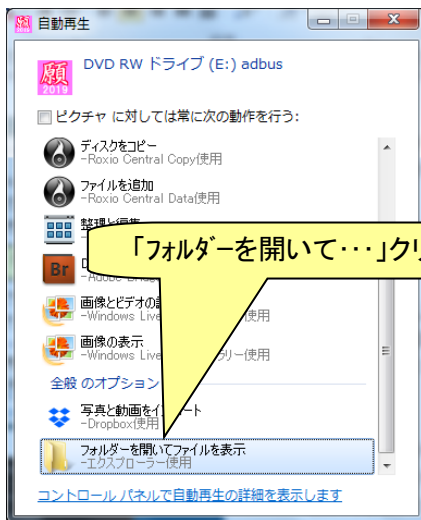 自動再生
願
2019
DVD RW ドライブ (E:) adbus
ピクチャ に対しては常に次の動作を行う:
ディスクをコピー
-Roxio Central Copy使用
ファイルを追加
-Roxio Central Data使用
「フォルダーを開いて･･･」クリ
Br
画像とビデオの
-Windows Live 使用
画像の表示
-Windows Live ラリー使用
全般 のオプション
写真と動画をイ ート
-Dropbox使用
フォルダーを開いてファイルを表示
-エクスプローラー使用
コントロール パネルで自動再生の詳細を表示します